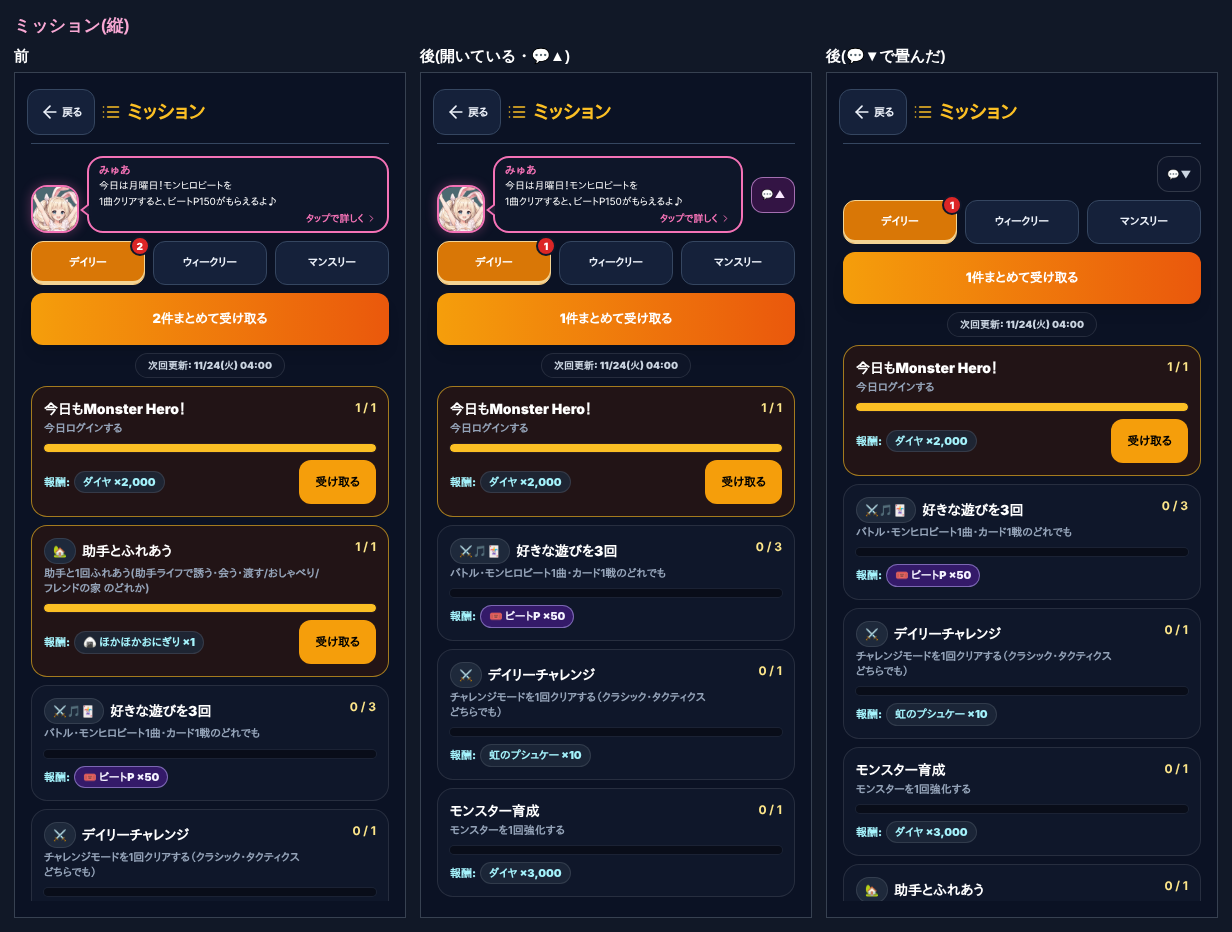 ミッション(縦)
前
← 戻る ミッション
みゅあ
今日は月曜日!モンヒロビートを
1曲クリアすると、ビートP150がもらえるよ♪
タップで詳しく 〉
デイリー 2 ウィークリー マンスリー
2件まとめて受け取る
次回更新: 11/24(火) 04:00
今日もMonster Hero! 1 / 1
今日ログインする
報酬: ダイヤ ×2,000 受け取る
🏡 助手とふれあう 1 / 1
助手と1回ふれあう(助手ライフで誘う・会う・渡す/おしゃべり/
フレンドの家 のどれか)
報酬: 🍙 ほかほかおにぎり ×1 受け取る
⚔️🎵🃏 好きな遊びを3回 0 / 3
バトル・モンヒロビート1曲・カード1戦のどれでも
報酬: 🎟️ ビートP ×50
⚔️ デイリーチャレンジ 0 / 1
チャレンジモードを1回クリアする(クラシック・タクティクス
どちらでも)
後(開いている・💬▲)
← 戻る ミッション
みゅあ
今日は月曜日!モンヒロビートを
1曲クリアすると、ビートP150がもらえるよ♪
タップで詳しく 〉
💬▲
デイリー 1 ウィークリー マンスリー
1件まとめて受け取る
次回更新: 11/24(火) 04:00
今日もMonster Hero! 1 / 1
今日ログインする
報酬: ダイヤ ×2,000 受け取る
⚔️🎵🃏 好きな遊びを3回 0 / 3
バトル・モンヒロビート1曲・カード1戦のどれでも
報酬: 🎟️ ビートP ×50
⚔️ デイリーチャレンジ 0 / 1
チャレンジモードを1回クリアする(クラシック・タクティクス
どちらでも)
報酬: 虹のプシュケー ×10
モンスター育成 0 / 1
モンスターを1回強化する
報酬: ダイヤ ×3,000
後(💬▼で畳んだ)
← 戻る ミッション
💬▼
デイリー 1 ウィークリー マンスリー
1件まとめて受け取る
次回更新: 11/24(火) 04:00
今日もMonster Hero! 1 / 1
今日ログインする
報酬: ダイヤ ×2,000 受け取る
⚔️🎵🃏 好きな遊びを3回 0 / 3
バトル・モンヒロビート1曲・カード1戦のどれでも
報酬: 🎟️ ビートP ×50
⚔️ デイリーチャレンジ 0 / 1
チャレンジモードを1回クリアする(クラシック・タクティクス
どちらでも)
報酬: 虹のプシュケー ×10
モンスター育成 0 / 1
モンスターを1回強化する
報酬: ダイヤ ×3,000
🏡 助手とふれあう 0 / 1